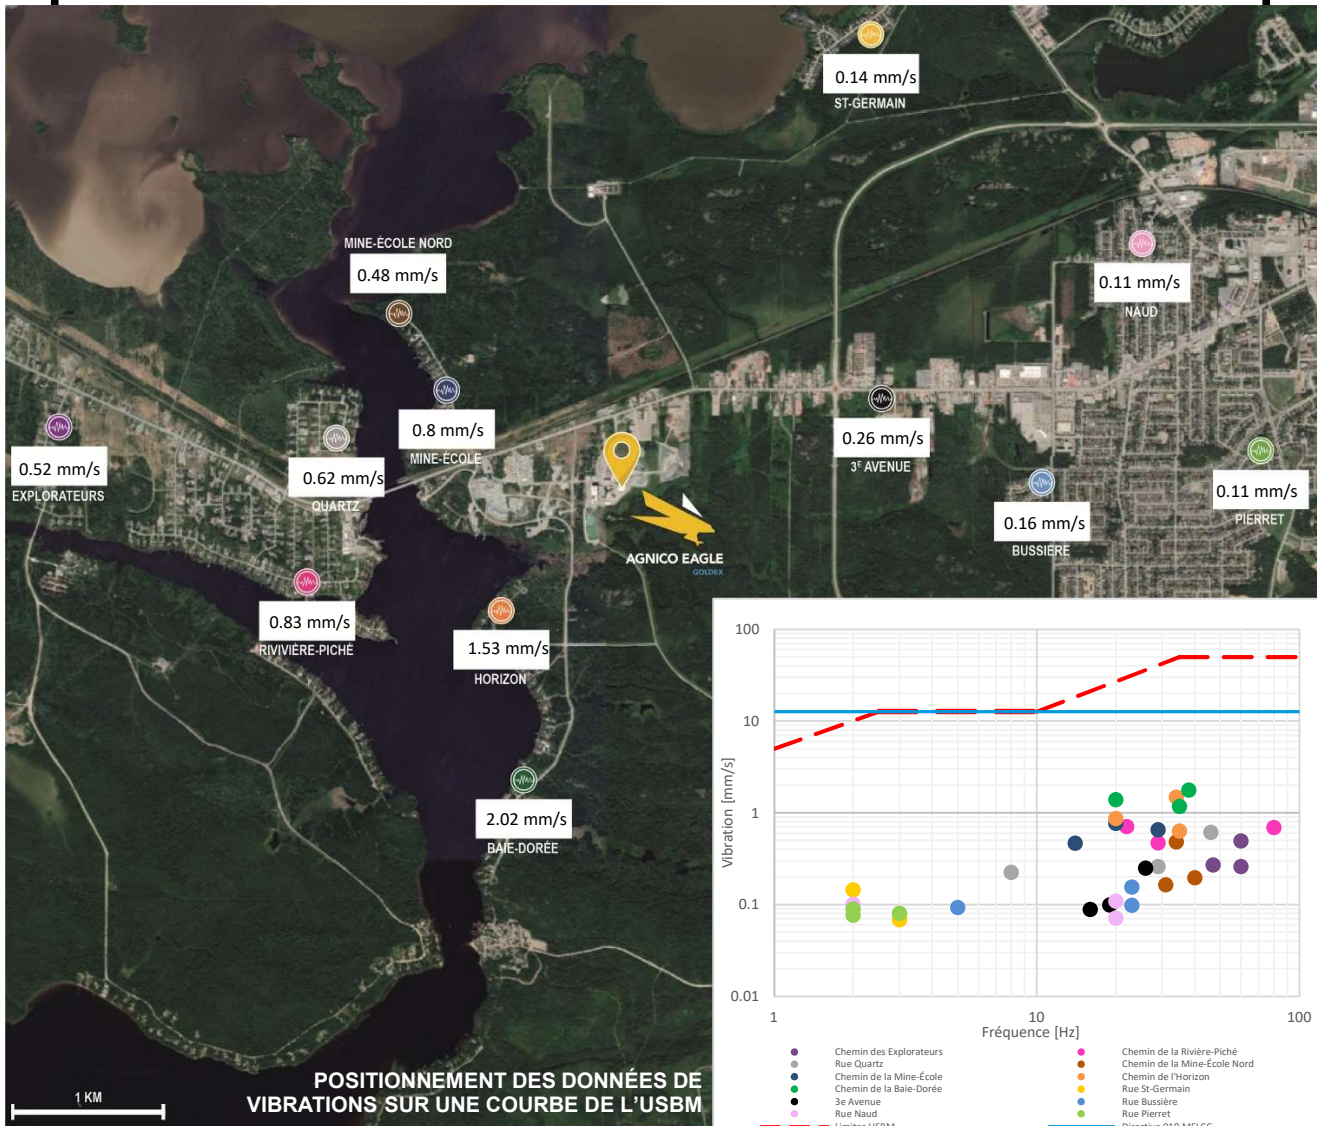 0.14 mm/s
ST-GERMAIN
MINE-ÉCOLE NORD
0.48 mm/s
0.11 mm/s
NAUD
0.8 mm/s
MINE-ÉCOLE
0.26 mm/s
3E AVENUE
0.52 mm/s
EXPLORATEURS
0.62 mm/s
QUARTZ
0.11 mm/s
PIERRET
0.16 mm/s
BUSSIÈRE
AGNICO EAGLE
GOLDEX
0.83 mm/s
RIVIVIÈRE-PICHÉ
1.53 mm/s
HORIZON
2.02 mm/s
BAIE-DORÉE
100
10
1
0.1
0.01
Vibration [mm/s]
1
10
100
Fréquence [Hz]
Chemin des Explorateurs
Chemin de la Rivière-Piché
Rue Quartz
Chemin de la Mine-École Nord
Chemin de la Mine-École
Chemin de l'Horizon
Chemin de la Baie-Dorée
Rue St-Germain
3e Avenue
Rue Bussière
Rue Naud
Rue Pierret
Limites USBM
Directive 019 MELCC
POSITIONNEMENT DES DONNÉES DE
VIBRATIONS SUR UNE COURBE DE L'USBM
1 KM